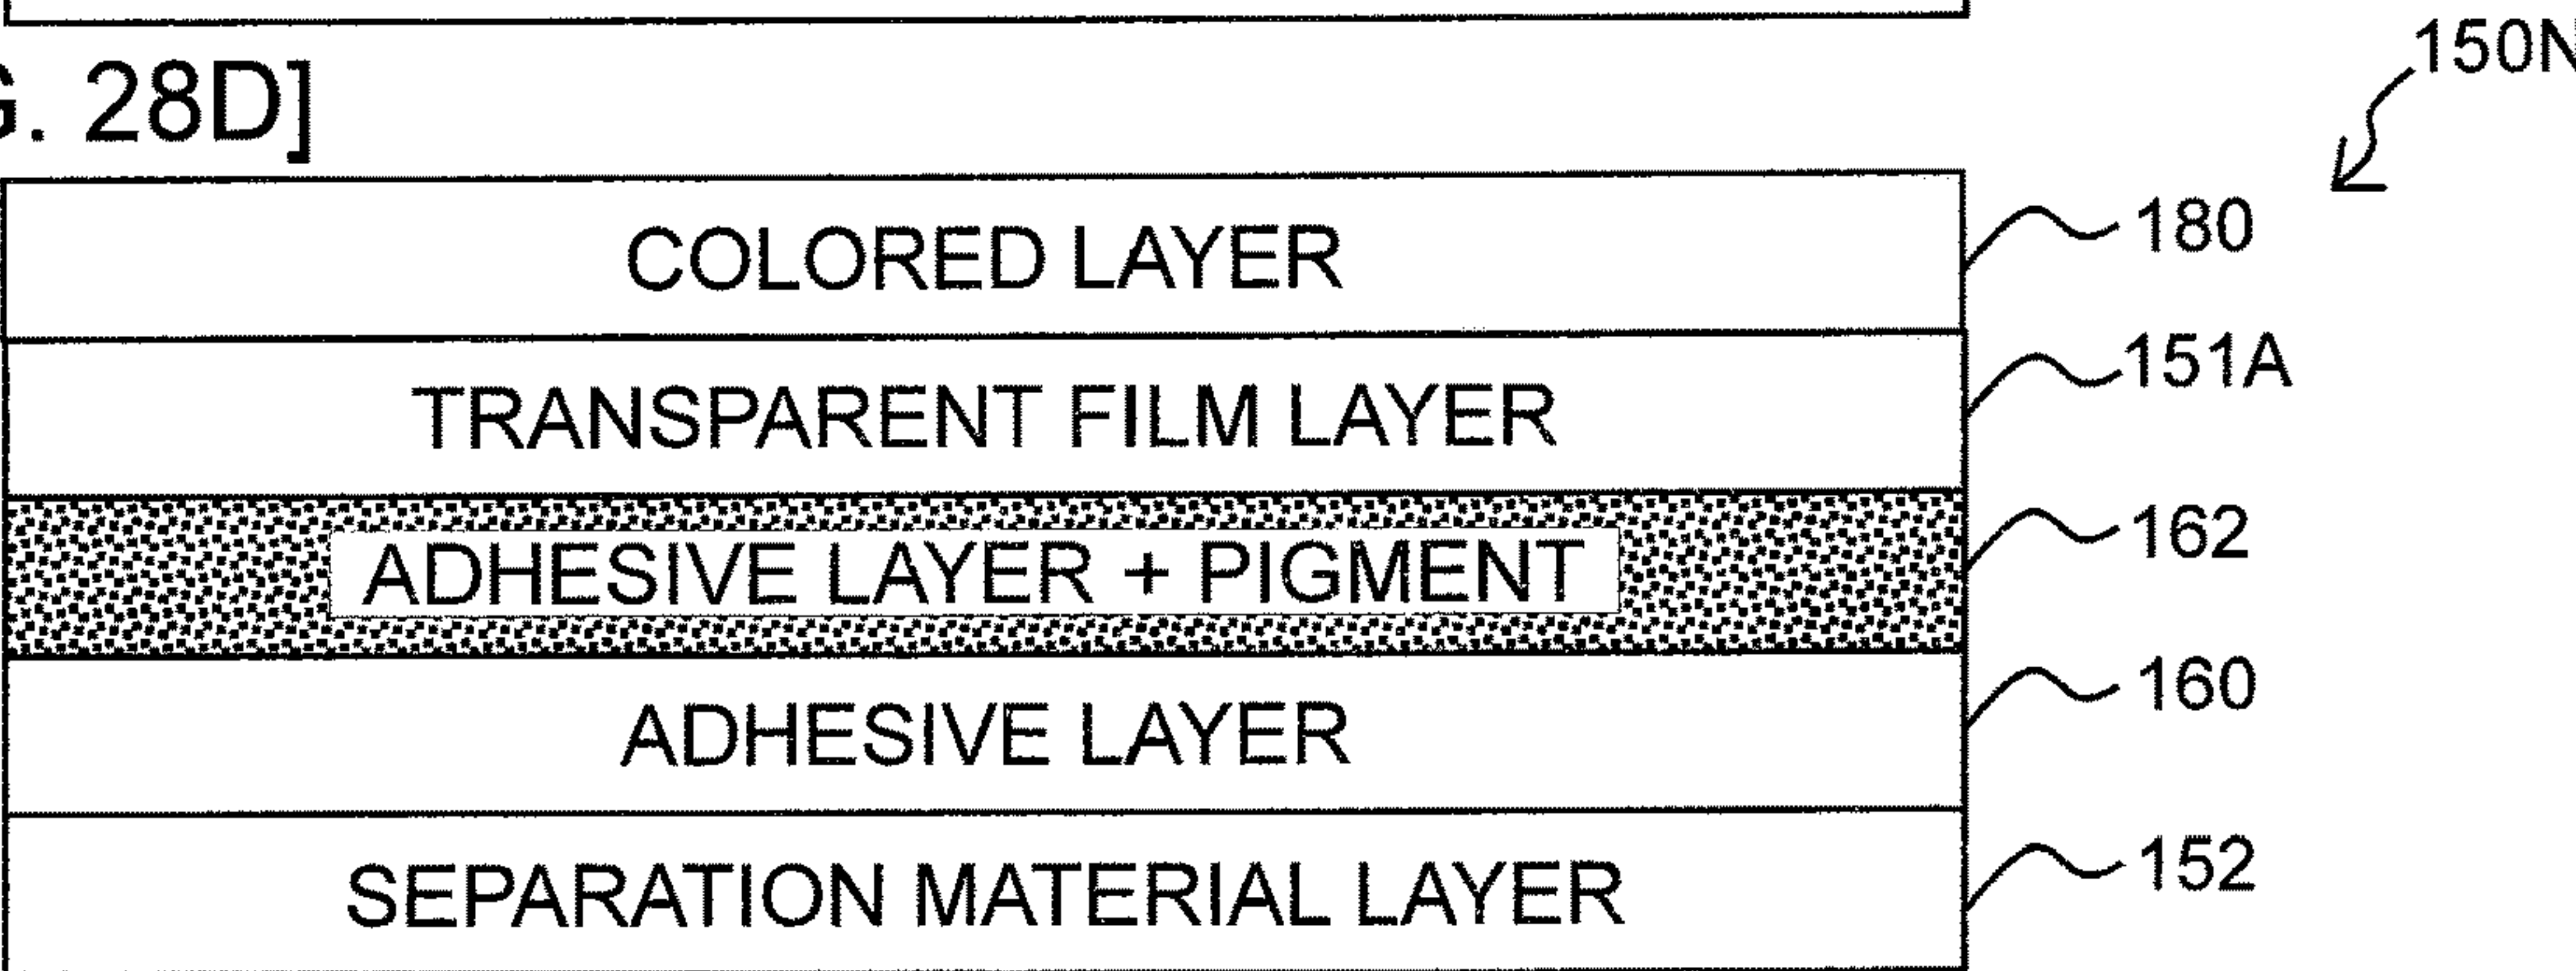 G. 28D]
150N
COLORED LAYER 180
TRANSPARENT FILM LAYER 151A
ADHESIVE LAYER + PIGMENT 162
ADHESIVE LAYER 160
SEPARATION MATERIAL LAYER 152